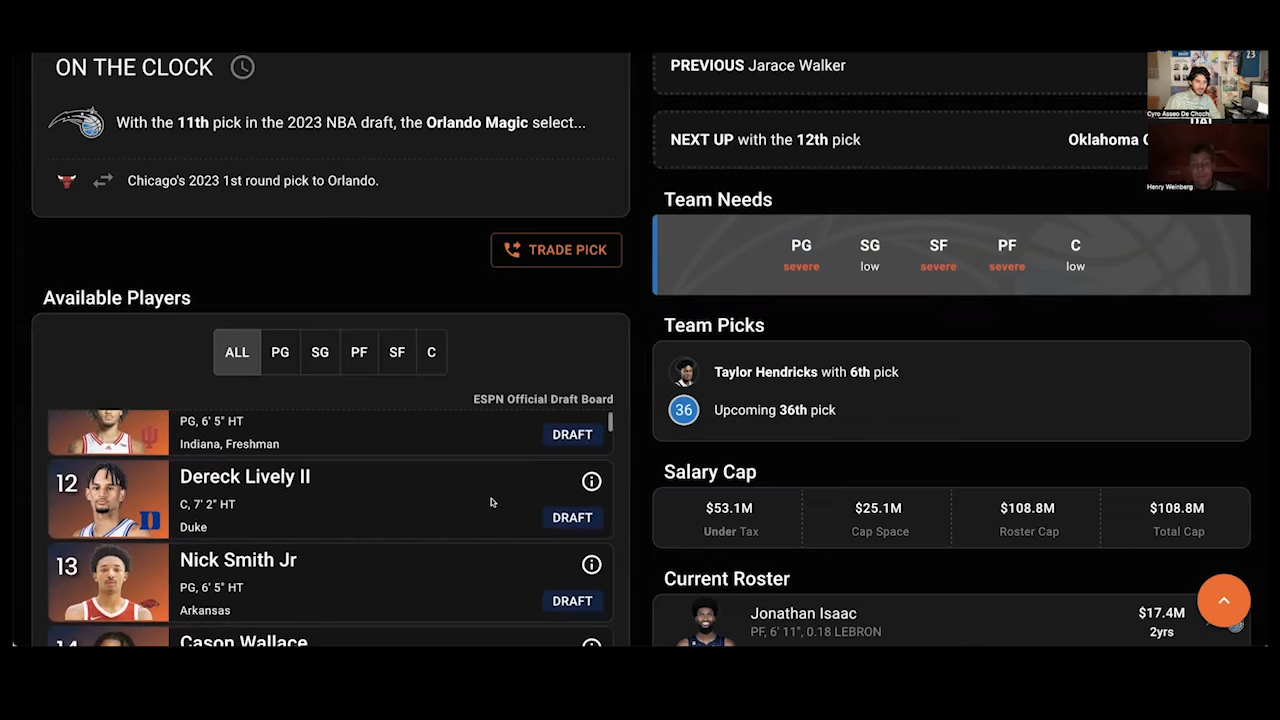 ON THE CLOCK
With the 11th pick in the 2023 NBA draft, the Orlando Magic select...
Chicago's 2023 1st round pick to Orlando.
TRADE PICK
Available Players
ALL PG SG PF SF C
ESPN Official Draft Board
PG, 6' 5" HT
Indiana, Freshman
DRAFT
12 Dereck Lively II
C, 7' 2" HT
Duke
DRAFT
13 Nick Smith Jr
PG, 6' 5" HT
Arkansas
DRAFT
14 Cason Wallace
PREVIOUS Jarace Walker
NEXT UP with the 12th pick
Oklahoma
Cyro Asseo De Choch
Henry Weinberg
23
Team Needs
PG SG SF PF C
severe low severe severe low
Team Picks
Taylor Hendricks with 6th pick
36 Upcoming 36th pick
Salary Cap
$53.1M $25.1M $108.8M $108.8M
Under Tax Cap Space Roster Cap Total Cap
Current Roster
Jonathan Isaac
PF, 6' 11", 0.18 LEBRON
$17.4M
2yrs